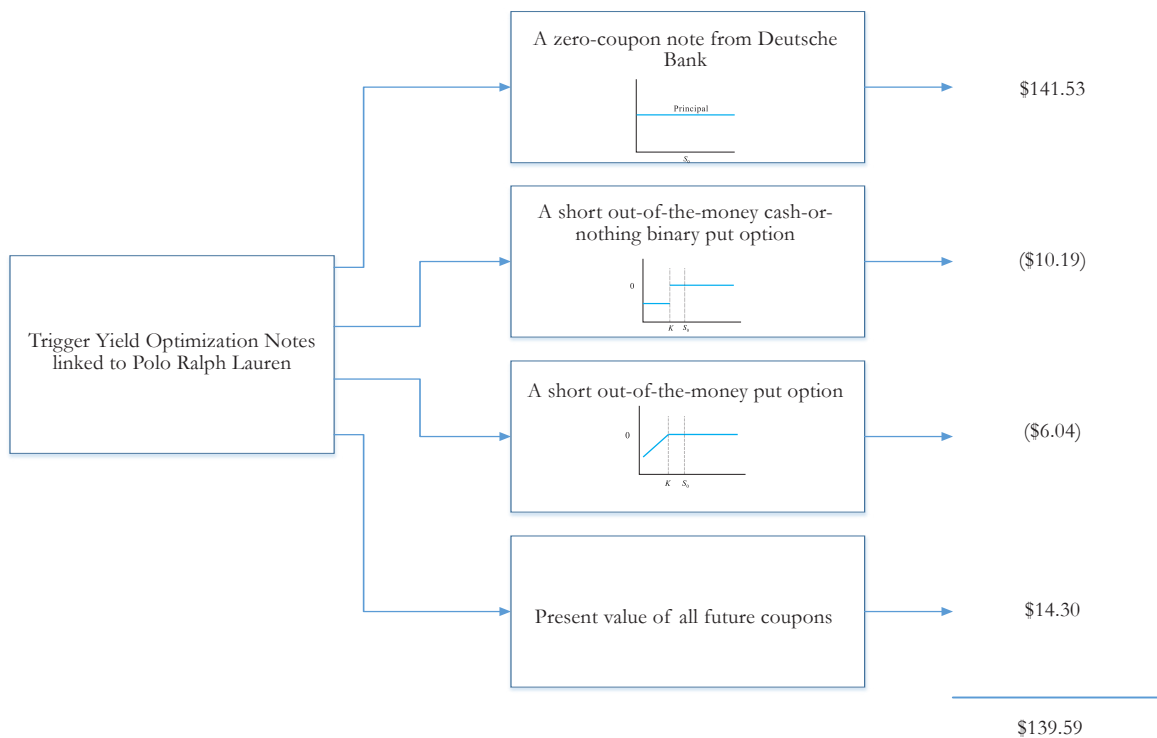 A zero-coupon note from Deutsche
Bank
Principal
S₀
$141.53
A short out-of-the-money cash-or-
nothing binary put option
0
K S₀
($10.19)
Trigger Yield Optimization Notes
linked to Polo Ralph Lauren
A short out-of-the-money put option
0
K S₀
($6.04)
Present value of all future coupons
$14.30
$139.59